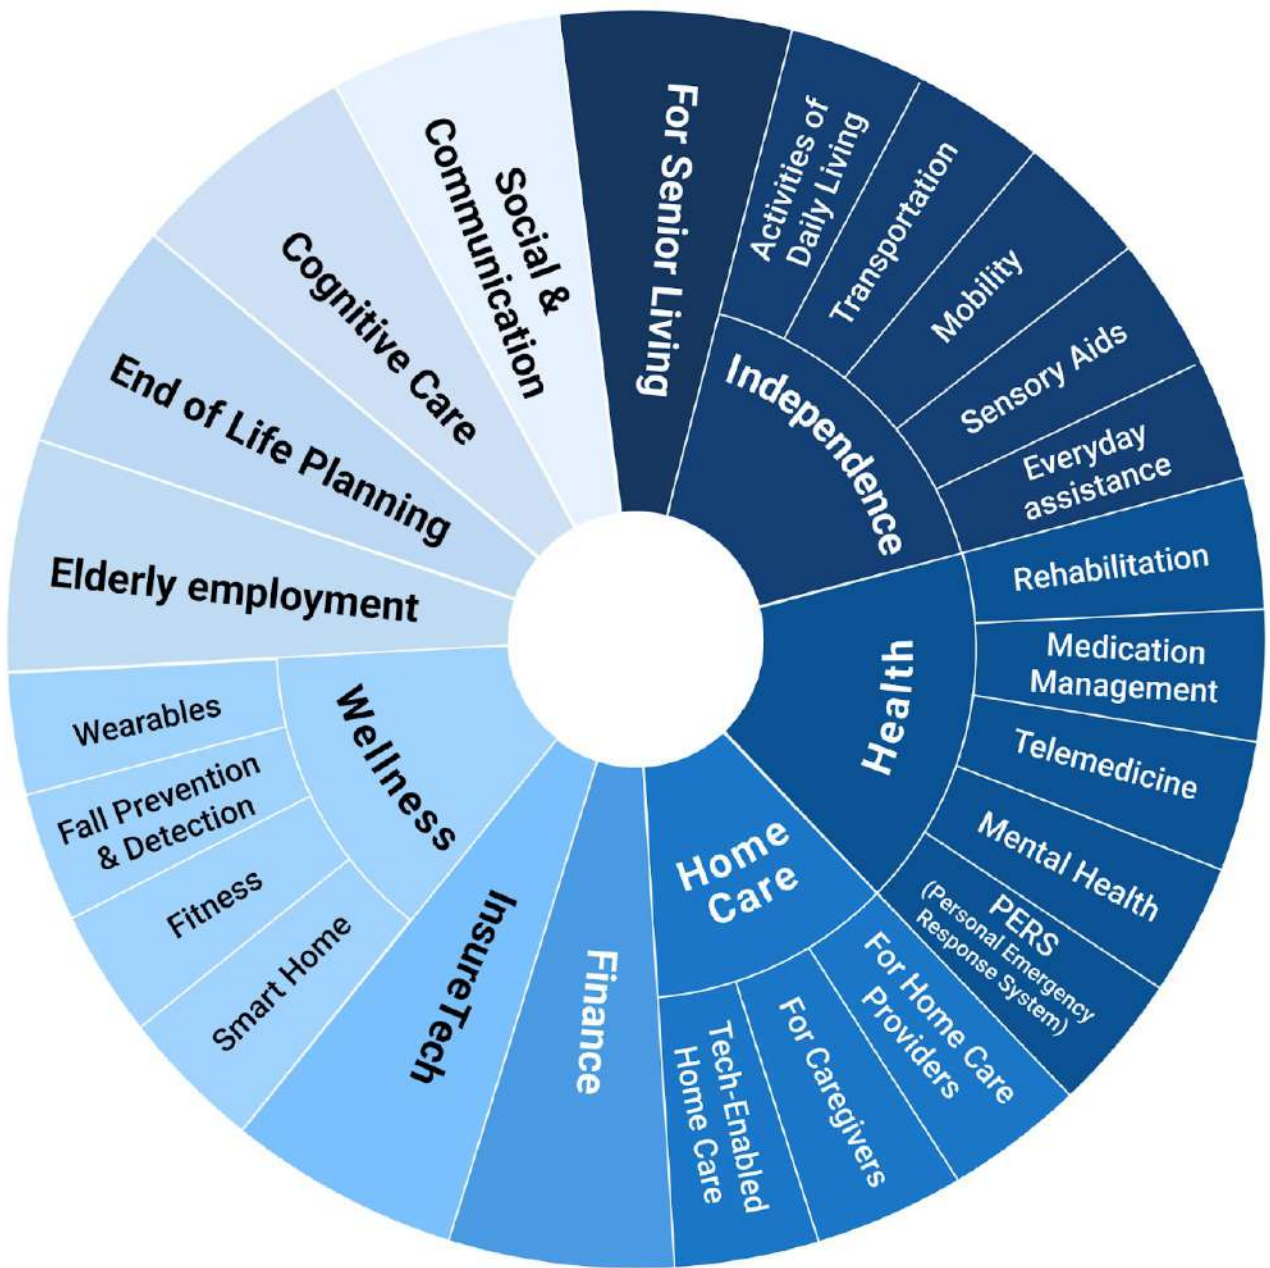 For Senior Living
Independence
Activities of
Daily Living
Transportation
Mobility
Sensory Aids
Everyday
assistance
Health
Rehabilitation
Medication
Management
Telemedicine
Mental Health
PERS
(Personal Emergency
Response System)
Home
Care
For Home Care
Providers
For Caregivers
Tech-Enabled
Home Care
Finance
InsureTech
Wellness
Smart Home
Fitness
Fall Prevention
& Detection
Wearables
Elderly employment
End of Life Planning
Cognitive Care
Social &
Communication